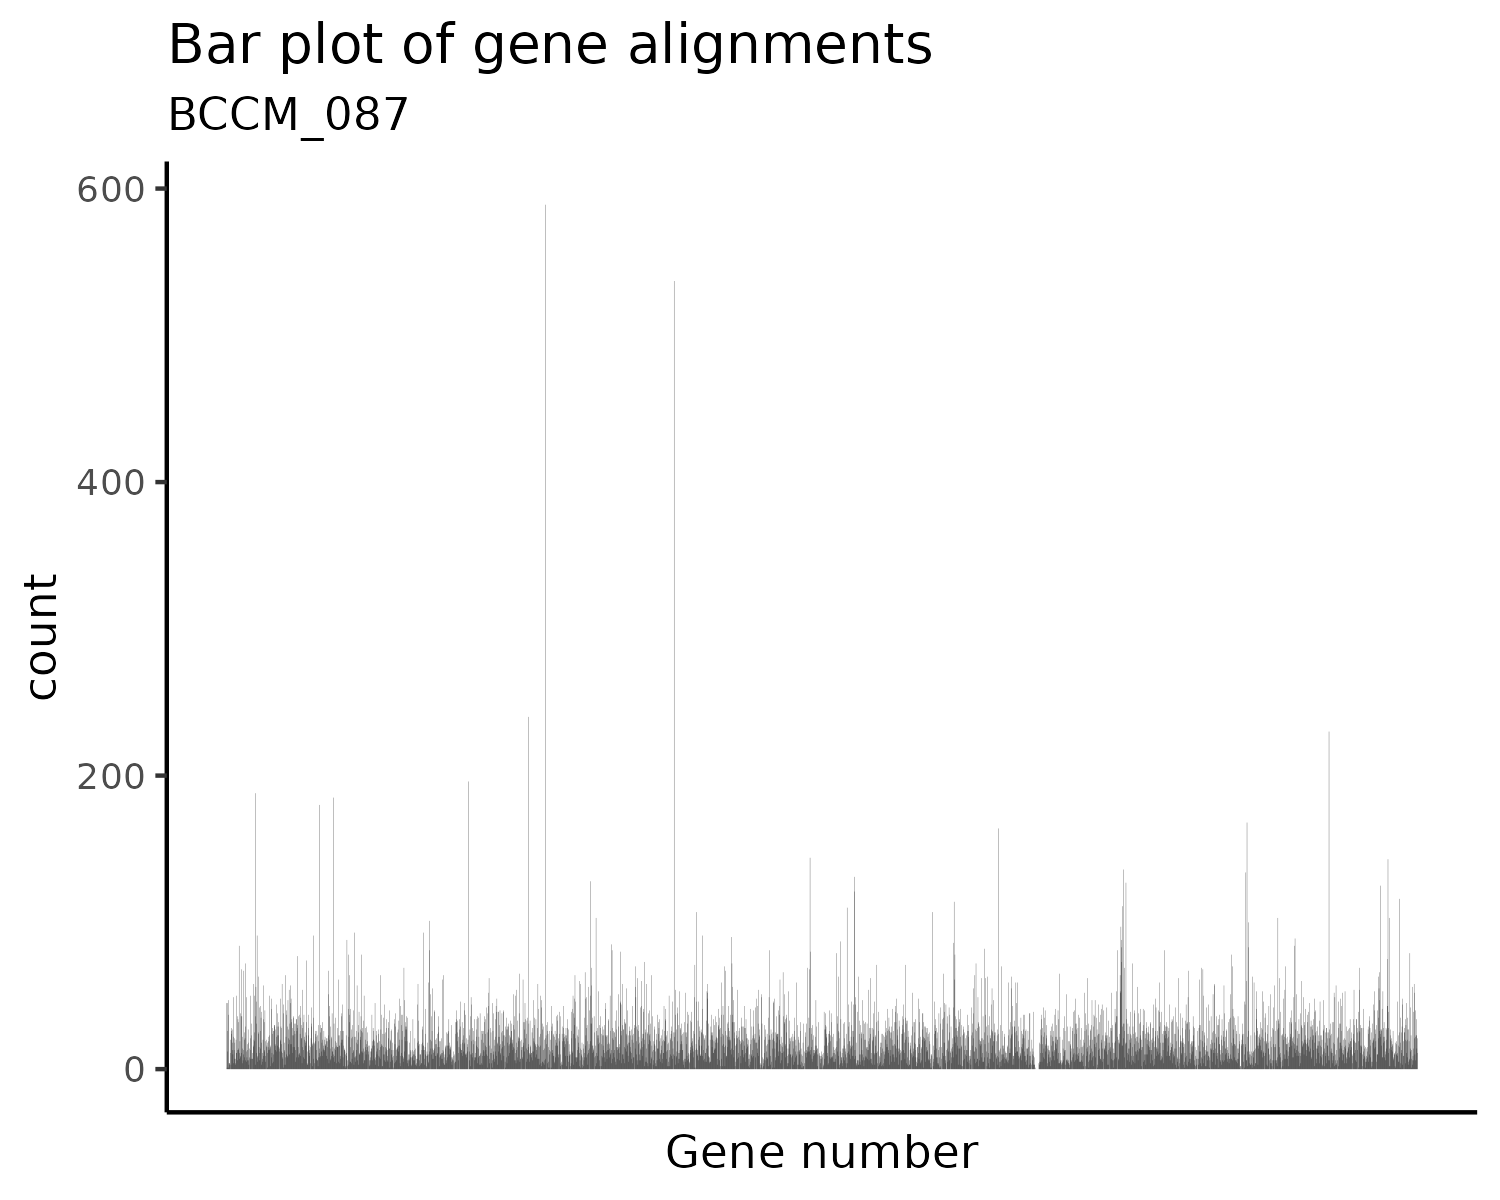 Bar plot of gene alignments
BCCM_087
600
400
200
0
count
Gene number